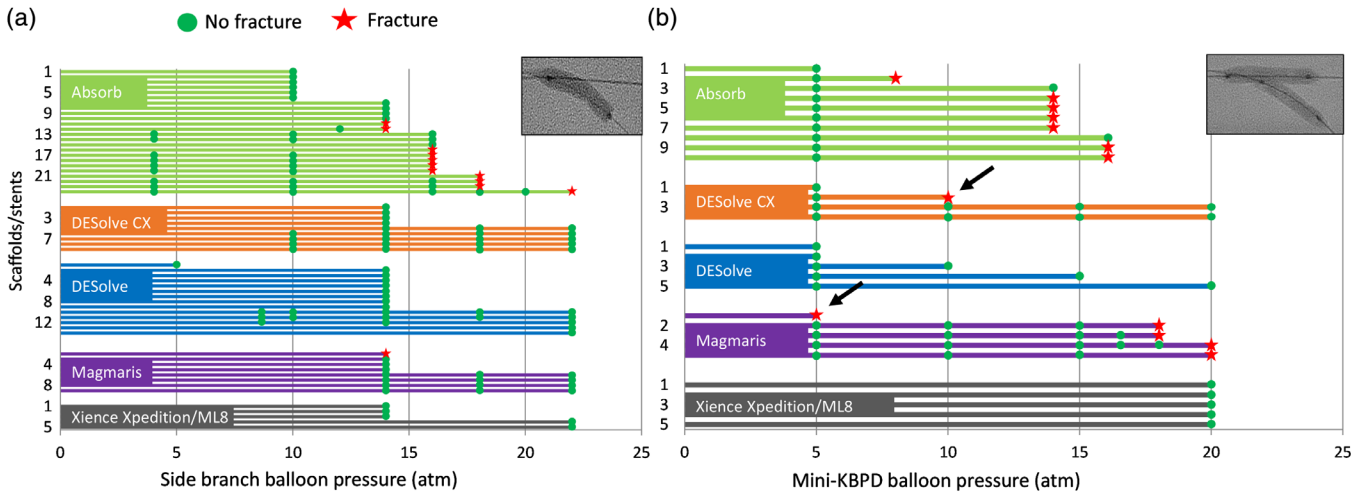 (a)
No fracture
Fracture
Scaffolds/stents
1
5
9
13
17
21
Absorb
3
7
DESolve CX
4
8
12
DESolve
4
8
Magmaris
1
5
Xience Xpedition/ML8
0 5 10 15 20 25
Side branch balloon pressure (atm)
(b)
1
3
5
7
9
Absorb
1
3
DESolve CX
1
3
5
DESolve
2
4
Magmaris
1
3
5
Xience Xpedition/ML8
0 5 10 15 20 25
Mini-KBPD balloon pressure (atm)